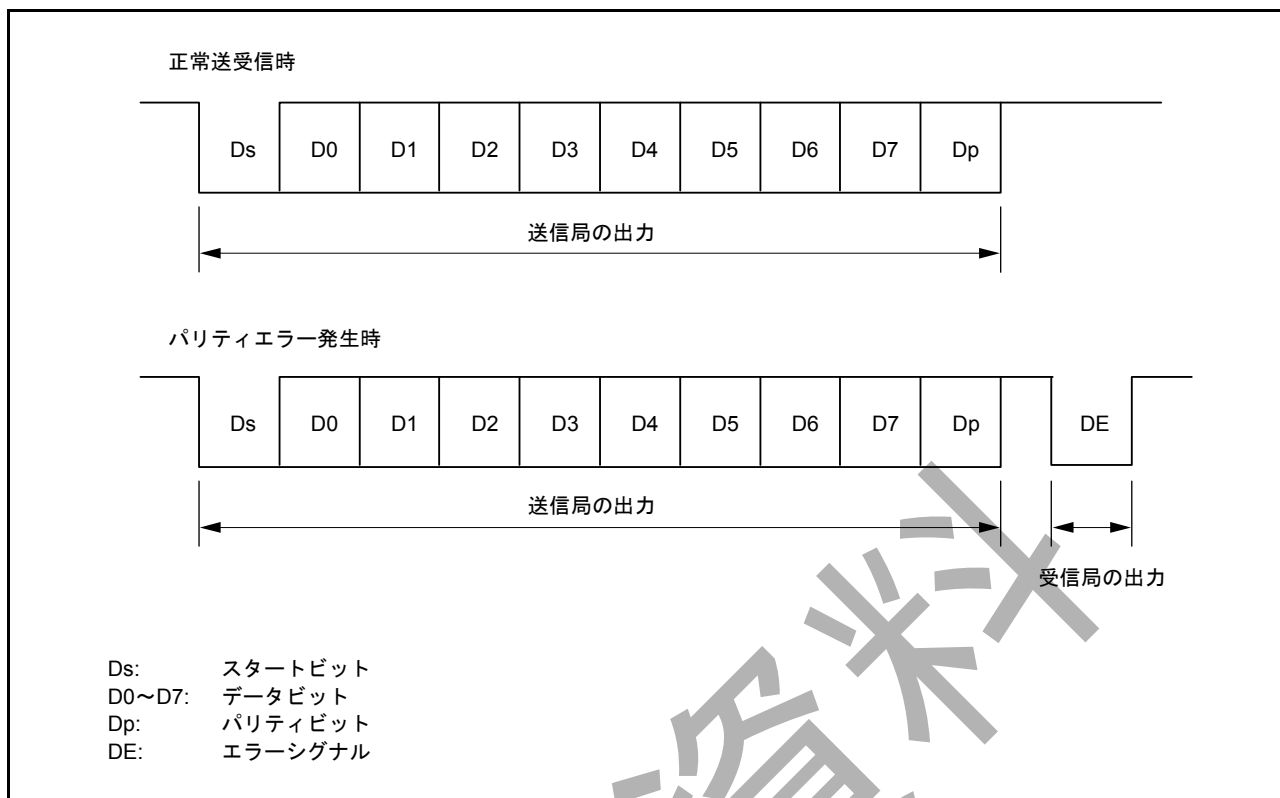 正常送受信時
Ds D0 D1 D2 D3 D4 D5 D6 D7 Dp
送信局の出力
パリティエラー発生時
Ds D0 D1 D2 D3 D4 D5 D6 D7 Dp DE
送信局の出力
受信局の出力
Ds: スタートビット
D0～D7: データビット
Dp: パリティビット
DE: エラーシグナル
資料